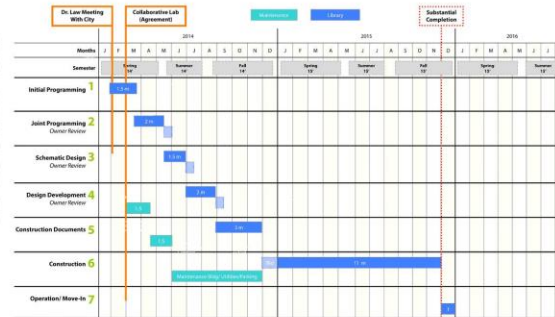 Dr. Law Meeting
With City
Collaborative Lab
(Agreement)
Maintenance
Library
Substantial
Completion
2014
2015
2016
Months
J F M A M J J A S O N D J F M A M J J A S O N D J F M A M J J
Semester
Spring
14'
Summer
14'
Fall
14'
Spring
15'
Summer
15'
Fall
15'
Spring
15'
Summer
15'
Initial Programming 1
1.5 m
Joint Programming 2
Owner Review
2 m
Schematic Design 3
Owner Review
1.5 m
Design Development 4
Owner Review
2 m
1.5
Construction Documents 5
3 m
1.5
Construction 6
11 m
Maintenance Bldg/ Utilities/Parking
Operation/ Move-In 7
1